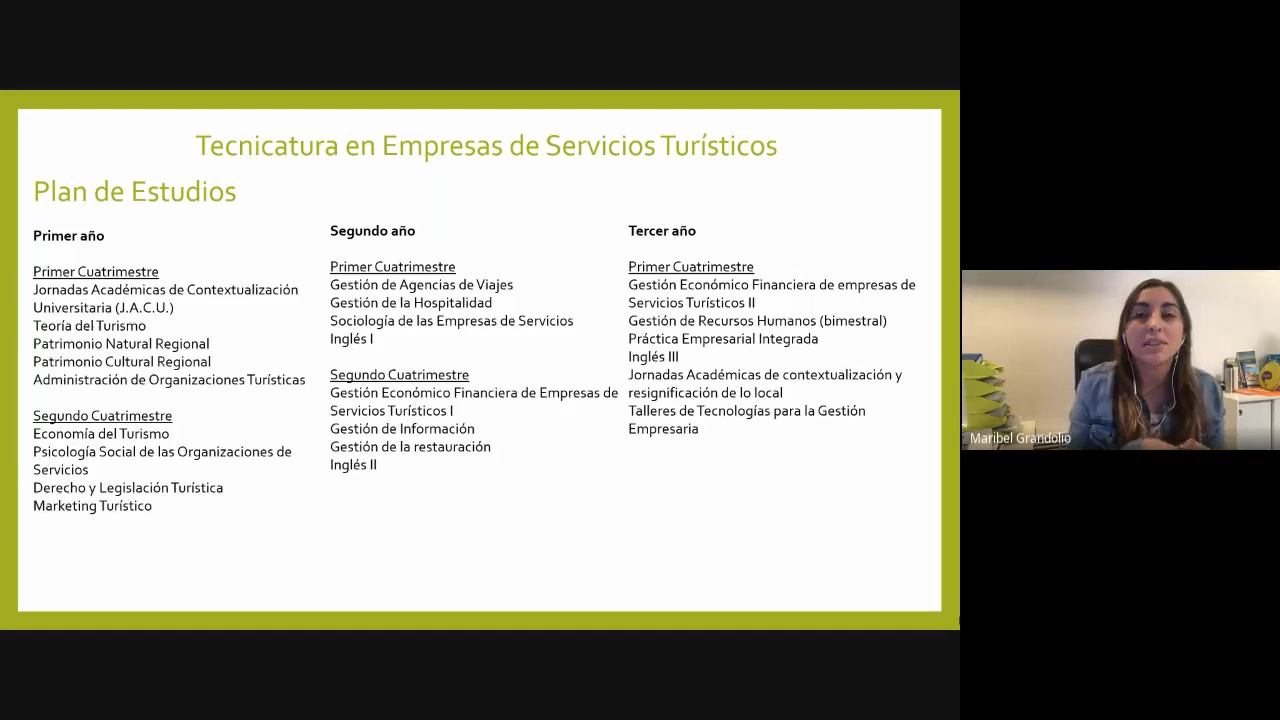 Tecnicatura en Empresas de Servicios Turísticos
Plan de Estudios
Primer año
Primer Cuatrimestre
Jornadas Académicas de Contextualización
Universitaria (J.A.C.U.)
Teoría del Turismo
Patrimonio Natural Regional
Patrimonio Cultural Regional
Administración de Organizaciones Turísticas
Segundo Cuatrimestre
Economía del Turismo
Psicología Social de las Organizaciones de
Servicios
Derecho y Legislación Turística
Marketing Turístico
Segundo año
Primer Cuatrimestre
Gestión de Agencias de Viajes
Gestión de la Hospitalidad
Sociología de las Empresas de Servicios
Inglés I
Segundo Cuatrimestre
Gestión Económico Financiera de Empresas de
Servicios Turísticos I
Gestión de Información
Gestión de la restauración
Inglés II
Tercer año
Primer Cuatrimestre
Gestión Económico Financiera de empresas de
Servicios Turísticos II
Gestión de Recursos Humanos (bimestral)
Práctica Empresarial Integrada
Inglés III
Jornadas Académicas de contextualización y
resignificación de lo local
Talleres de Tecnologías para la Gestión
Empresaria
Maribel Grandolio